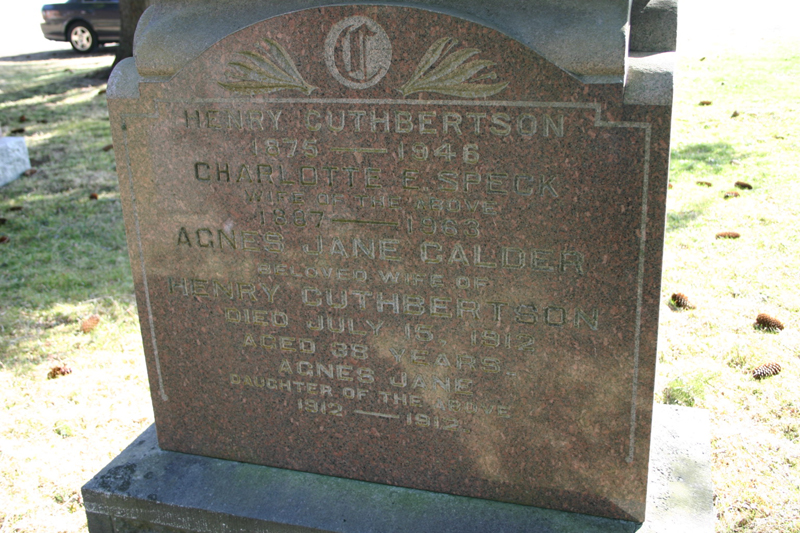 C
HENRY CUTHBERTSON
1875 — 1946
CHARLOTTE E. SPECK
WIFE OF THE ABOVE
1887 — 1963
AGNES JANE CALDER
BELOVED WIFE OF
HENRY CUTHBERTSON
DIED JULY 16, 1912
AGED 38 YEARS
AGNES JANE
DAUGHTER OF THE ABOVE
1912 — 1912